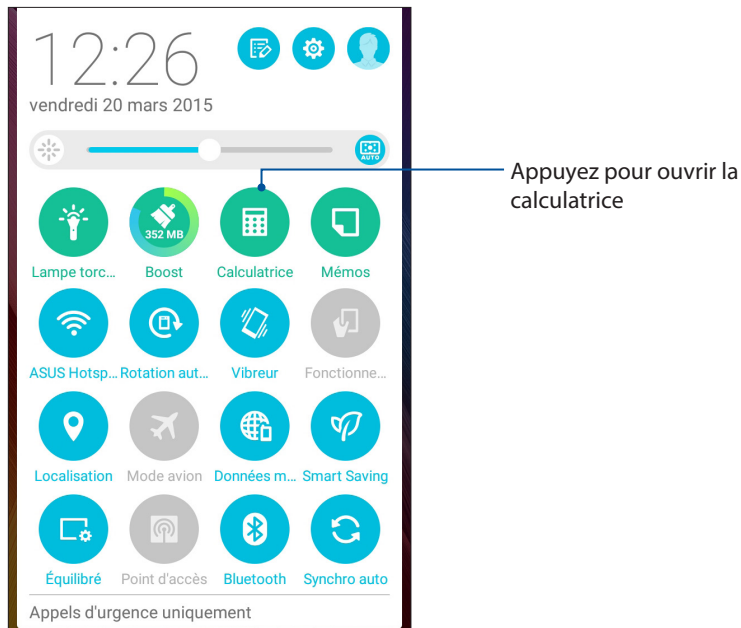 12:26
vendredi 20 mars 2015
AUTO
Appuyez pour ouvrir la
calculatrice
352 MB
Lampe torc... Boost Calculatrice Mémos
ASUS Hotsp... Rotation aut... Vibreur Fonctionne...
Localisation Mode avion Données m... Smart Saving
Équilibré Point d'accès Bluetooth Synchro auto
Appels d'urgence uniquement